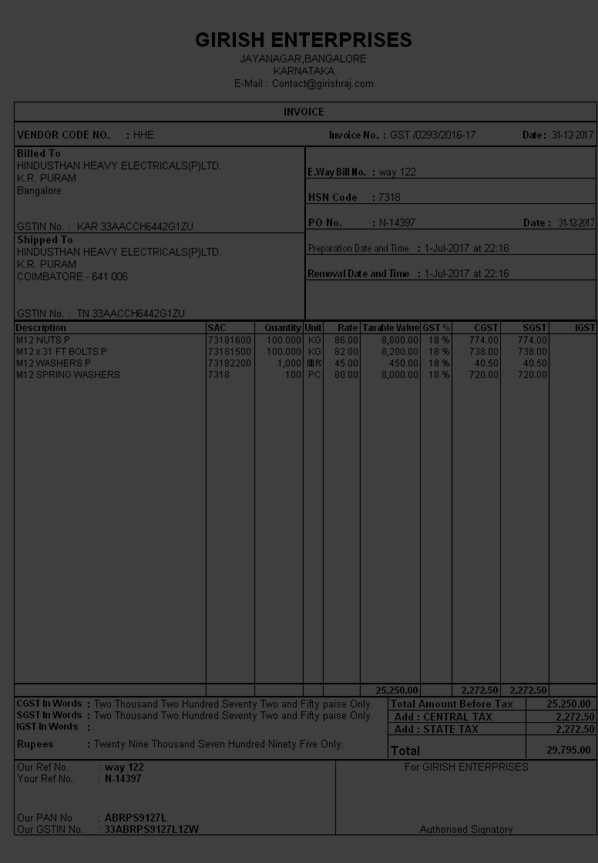 GIRISH ENTERPRISES
JAYANAGAR,BANGALORE
KARNATAKA
E-Mail : Contact@girishraj.com
INVOICE
VENDOR CODE NO. : HHE Invoice No. : GST /0293/2016-17 Date : 31-12-2017
Billed To
HINDUSTHAN HEAVY ELECTRICALS(P)LTD.
K.R. PURAM
Bangalore
GSTIN No. : KAR 33AACCH6442G1ZU
E.Way Bill No. : way 122
HSN Code : 7318
PO No. : N-14397 Date : 31-12-2017
Shipped To
HINDUSTHAN HEAVY ELECTRICALS(P)LTD.
K.R. PURAM
COIMBATORE - 641 006
GSTIN No. : TN 33AACCH6442G1ZU
Preparation Date and Time : 1-Jul-2017 at 22:16
Removal Date and Time : 1-Jul-2017 at 22:16
Description SAC Quantity Unit Rate Taxable Value GST % CGST SGST IGST
M12 NUTS P 73181600 100.000 KG 86.00 8,600.00 18 % 774.00 774.00
M12 x 31 FT BOLTS P 73181500 100.000 KG 82.00 8,200.00 18 % 738.00 738.00
M12 WASHERS P 73182200 1,000 PC 45.00 450.00 18 % 40.50 40.50
M12 SPRING WASHERS 7318 100 PC 80.00 8,000.00 18 % 720.00 720.00
25,250.00 2,272.50 2,272.50
CGST In Words : Two Thousand Two Hundred Seventy Two and Fifty paise Only.
SGST In Words : Two Thousand Two Hundred Seventy Two and Fifty paise Only.
IGST In Words :
Rupees : Twenty Nine Thousand Seven Hundred Ninety Five Only.
Total Amount Before Tax 25,250.00
Add : CENTRAL TAX 2,272.50
Add : STATE TAX 2,272.50
Total 29,795.00
Our Ref No. : way 122
Your Ref No. : N-14397
Our PAN No : ABRPS9127L
Our GSTIN No. : 33ABRPS9127L1ZW
For GIRISH ENTERPRISES
Authorised Signatory